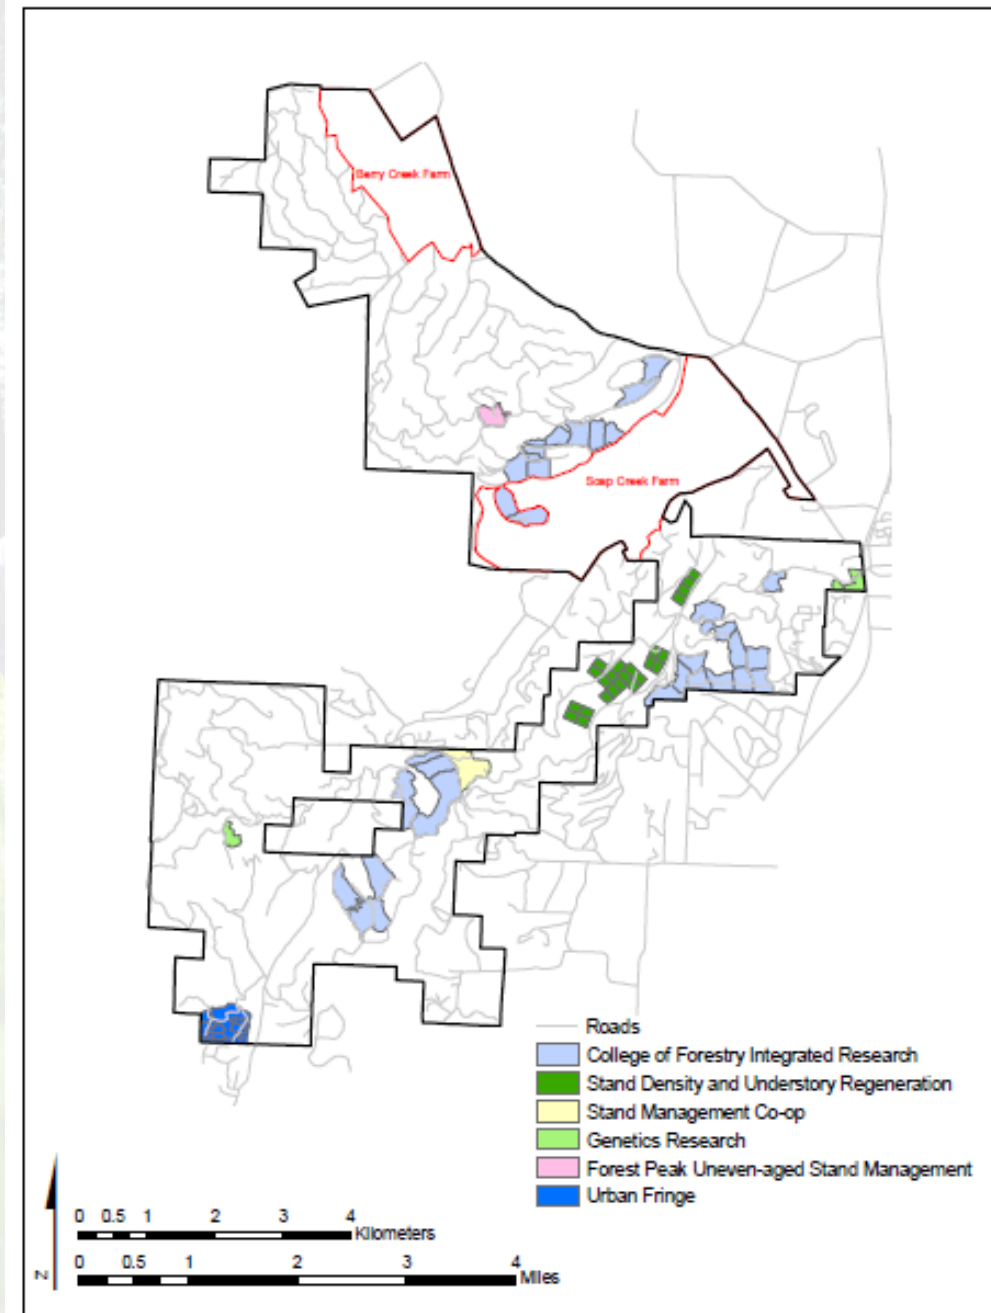 Berry Creek Farm
Soap Creek Farm
Roads
College of Forestry Integrated Research
Stand Density and Understory Regeneration
Stand Management Co-op
Genetics Research
Forest Peak Uneven-aged Stand Management
Urban Fringe
0 0.5 1 2 3 4
Kilometers
0 0.5 1 2 3 4
Miles
N